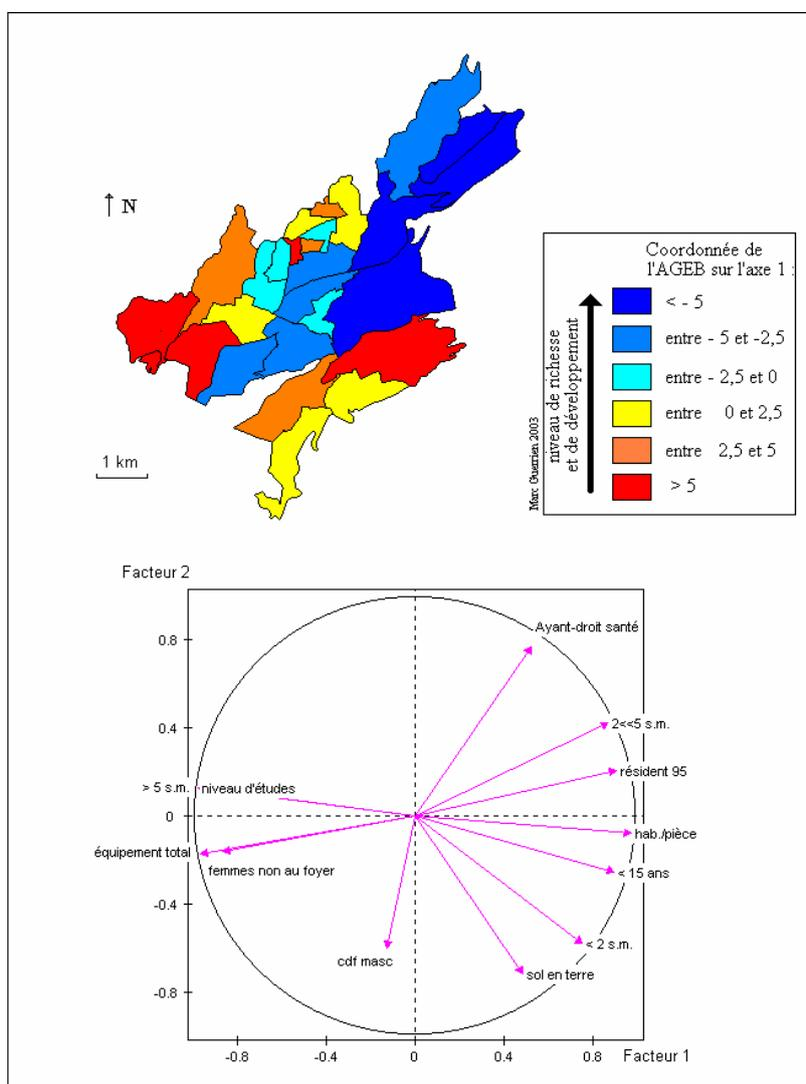 N
1 km
Coordonnée de
l'AGEB sur l'axe 1 :
< - 5
entre - 5 et -2,5
entre - 2,5 et 0
entre 0 et 2,5
entre 2,5 et 5
> 5
niveau de richesse
et de développement
Marc Guerrien 2003
Facteur 2
0.8
0.4
0
-0.4
-0.8
Ayant-droit santé
2<<5 s.m.
résident 95
hab./pièce
< 15 ans
< 2 s.m.
sol en terre
cdf masc
> 5 s.m.
niveau d'études
équipement total
femmes non au foyer
-0.8 -0.4 0 0.4 0.8 Facteur 1